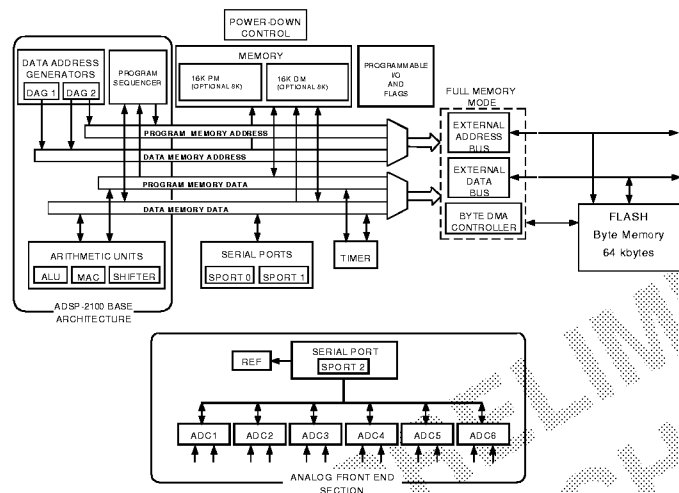 POWER-DOWN
CONTROL
DATA ADDRESS
GENERATORS
DAG 1
DAG 2
PROGRAM
SEQUENCER
MEMORY
16K PM
(OPTIONAL 8K)
16K DM
(OPTIONAL 8K)
PROGRAMMABLE
I/O
AND
FLAGS
FULL MEMORY
MODE
PROGRAM MEMORY ADDRESS
DATA MEMORY ADDRESS
PROGRAM MEMORY DATA
DATA MEMORY DATA
EXTERNAL
ADDRESS
BUS
EXTERNAL
DATA
BUS
BYTE DMA
CONTROLLER
FLASH
Byte Memory
64 kbytes
ARITHMETIC UNITS
ALU
MAC
SHIFTER
SERIAL PORTS
SPORT 0
SPORT 1
TIMER
ADSP-2100 BASE
ARCHITECTURE
REF
SERIAL PORT
SPORT 2
ADC1
ADC2
ADC3
ADC4
ADC5
ADC6
ANALOG FRONT END
SECTION